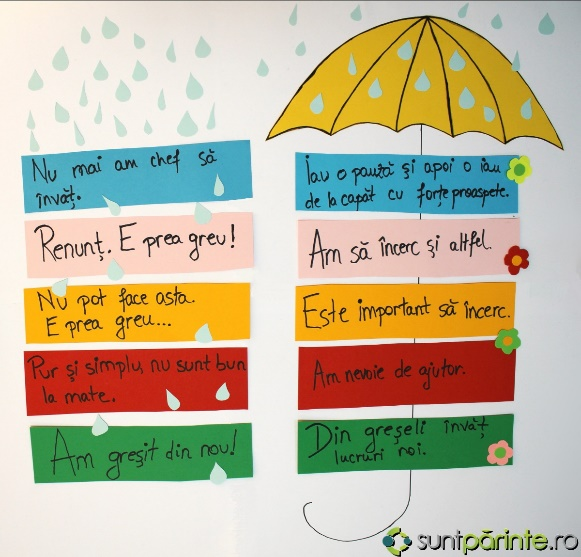 Nu mai am chef să
învăț.
Renunț. E prea greu!
Nu pot face asta.
E prea greu...
Pur și simplu, nu sunt bun
la mate.
Am greșit din nou!
Iau o pauză și apoi o iau
de la capăt cu forțe proaspete.
Am să încerc și altfel.
Este important să încerc.
Am nevoie de ajutor.
Din greșeli învăț
lucruri noi.
suntpărinte.ro